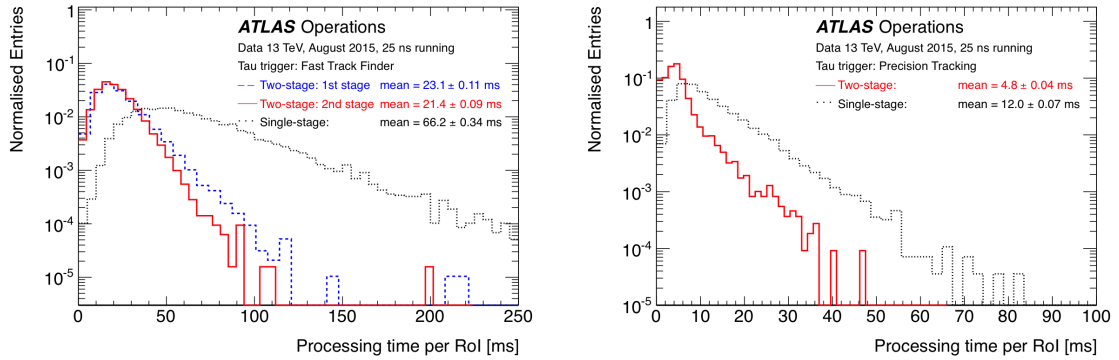 Normalised Entries
ATLAS Operations
Data 13 TeV, August 2015, 25 ns running
Tau trigger: Fast Track Finder
Two-stage: 1st stage mean = 23.1 ± 0.11 ms
Two-stage: 2nd stage mean = 21.4 ± 0.09 ms
Single-stage: mean = 66.2 ± 0.34 ms
10⁻¹
10⁻²
10⁻³
10⁻⁴
10⁻⁵
0 50 100 150 200 250
Processing time per RoI [ms]
Normalised Entries
ATLAS Operations
Data 13 TeV, August 2015, 25 ns running
Tau trigger: Precision Tracking
Two-stage: mean = 4.8 ± 0.04 ms
Single-stage: mean = 12.0 ± 0.07 ms
1
10⁻¹
10⁻²
10⁻³
10⁻⁴
10⁻⁵
0 10 20 30 40 50 60 70 80 90 100
Processing time per RoI [ms]